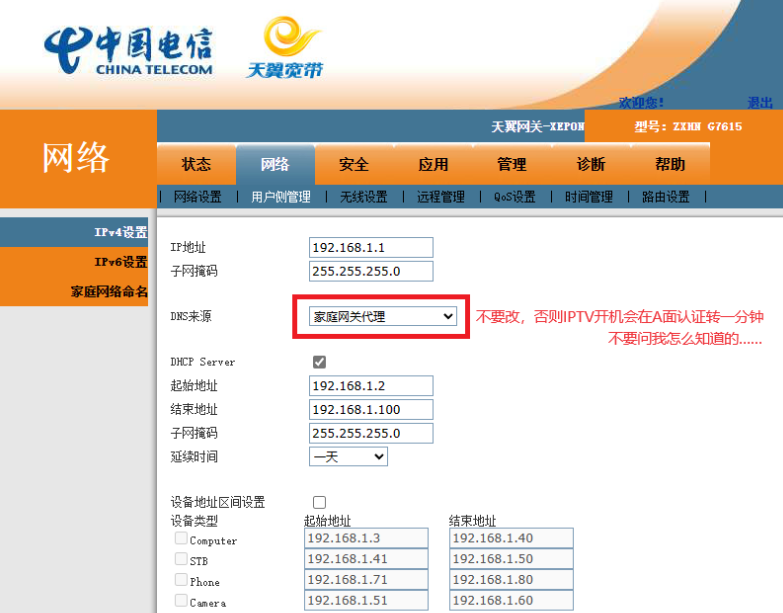 中国电信
CHINA TELECOM
天翼宽带
欢迎您! 退出
天翼网关-XEPON 型号: ZXHN G7615
网络
状态 网络 安全 应用 管理 诊断 帮助
网络设置 用户侧管理 无线设置 远程管理 QoS设置 时间管理 路由设置
IPv4设置
IPv6设置
家庭网络命名
IP地址 192.168.1.1
子网掩码 255.255.255.0
DNS来源 家庭网关代理
不要改，否则IPTV开机会在A面认证转一分钟
不要问我怎么知道的......
DHCP Server
起始地址 192.168.1.2
结束地址 192.168.1.100
子网掩码 255.255.255.0
延续时间 一天
设备地址区间设置
设备类型 起始地址 结束地址
Computer 192.168.1.3 192.168.1.40
STB 192.168.1.41 192.168.1.50
Phone 192.168.1.71 192.168.1.80
Camera 192.168.1.51 192.168.1.60